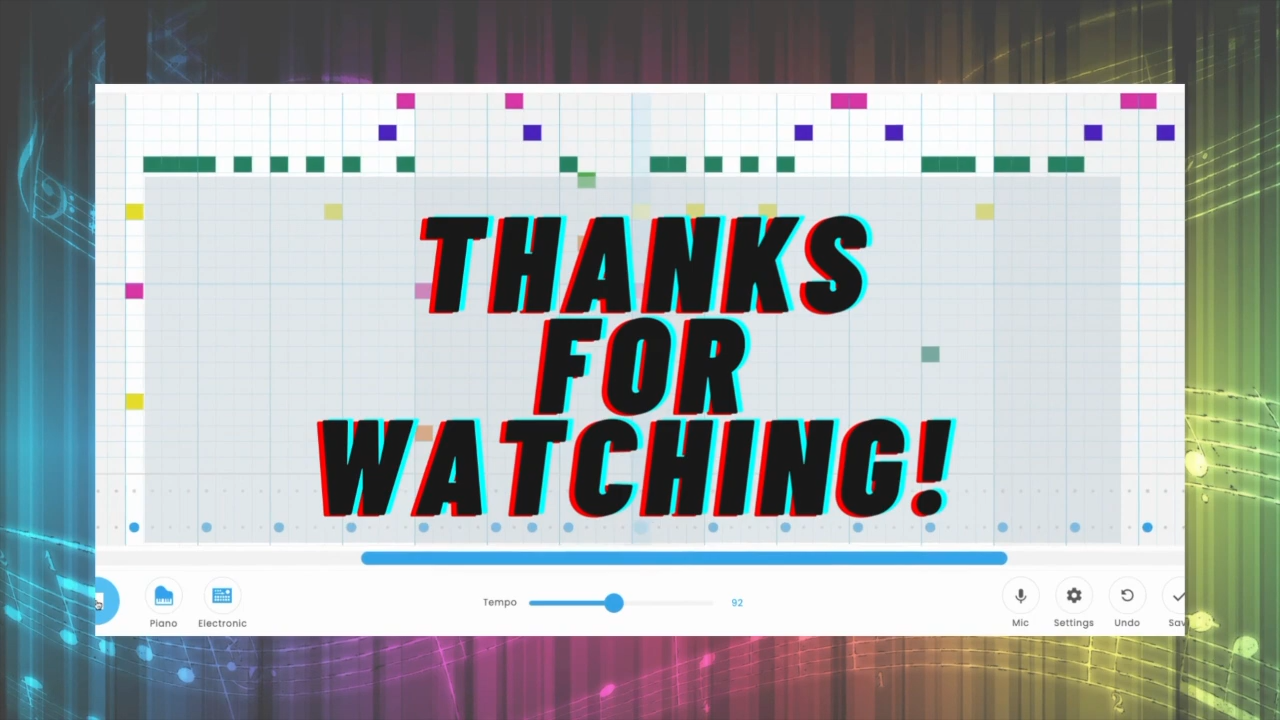 THANKS
FOR
WATCHING!
Tempo 92
Piano Electronic Mic Settings Undo